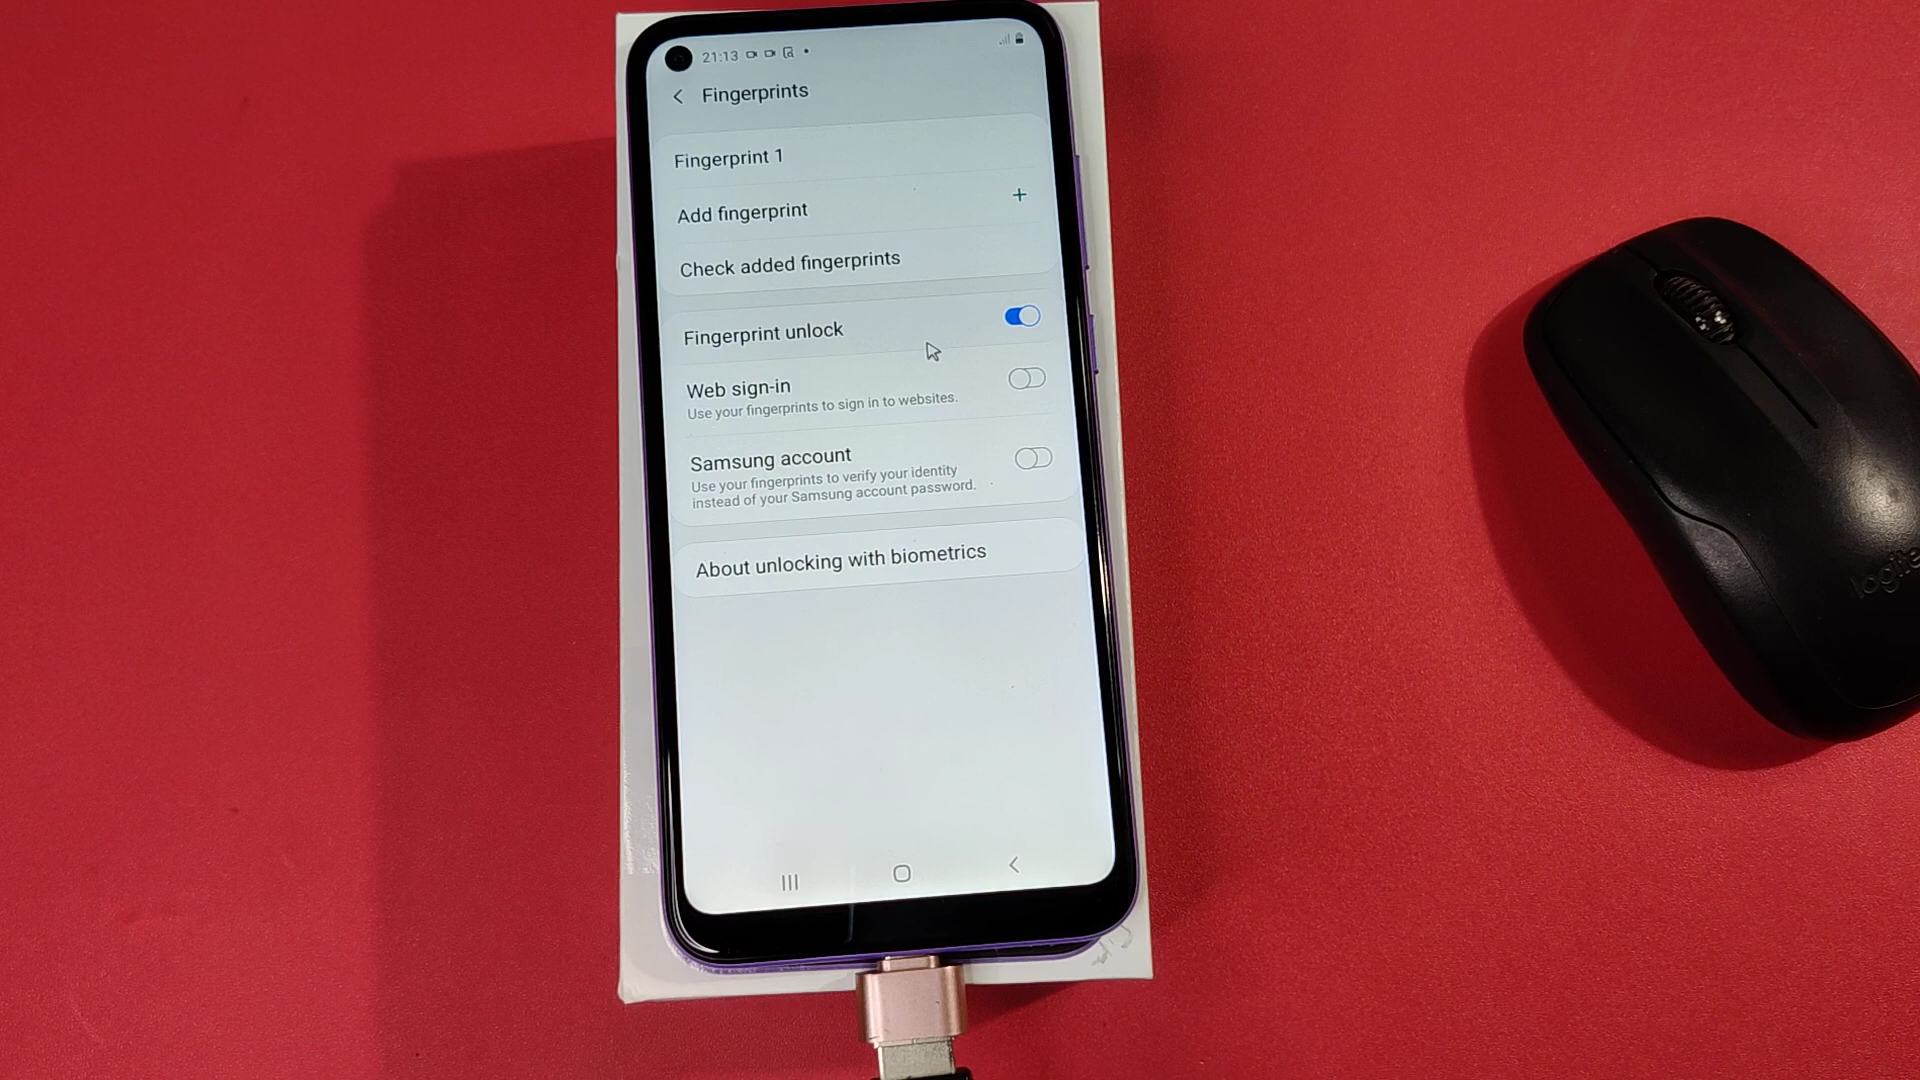 21:13
Fingerprints
Fingerprint 1
Add fingerprint
Check added fingerprints
Fingerprint unlock
Web sign-in
Use your fingerprints to sign in to websites.
Samsung account
Use your fingerprints to verify your identity
instead of your Samsung account password.
About unlocking with biometrics